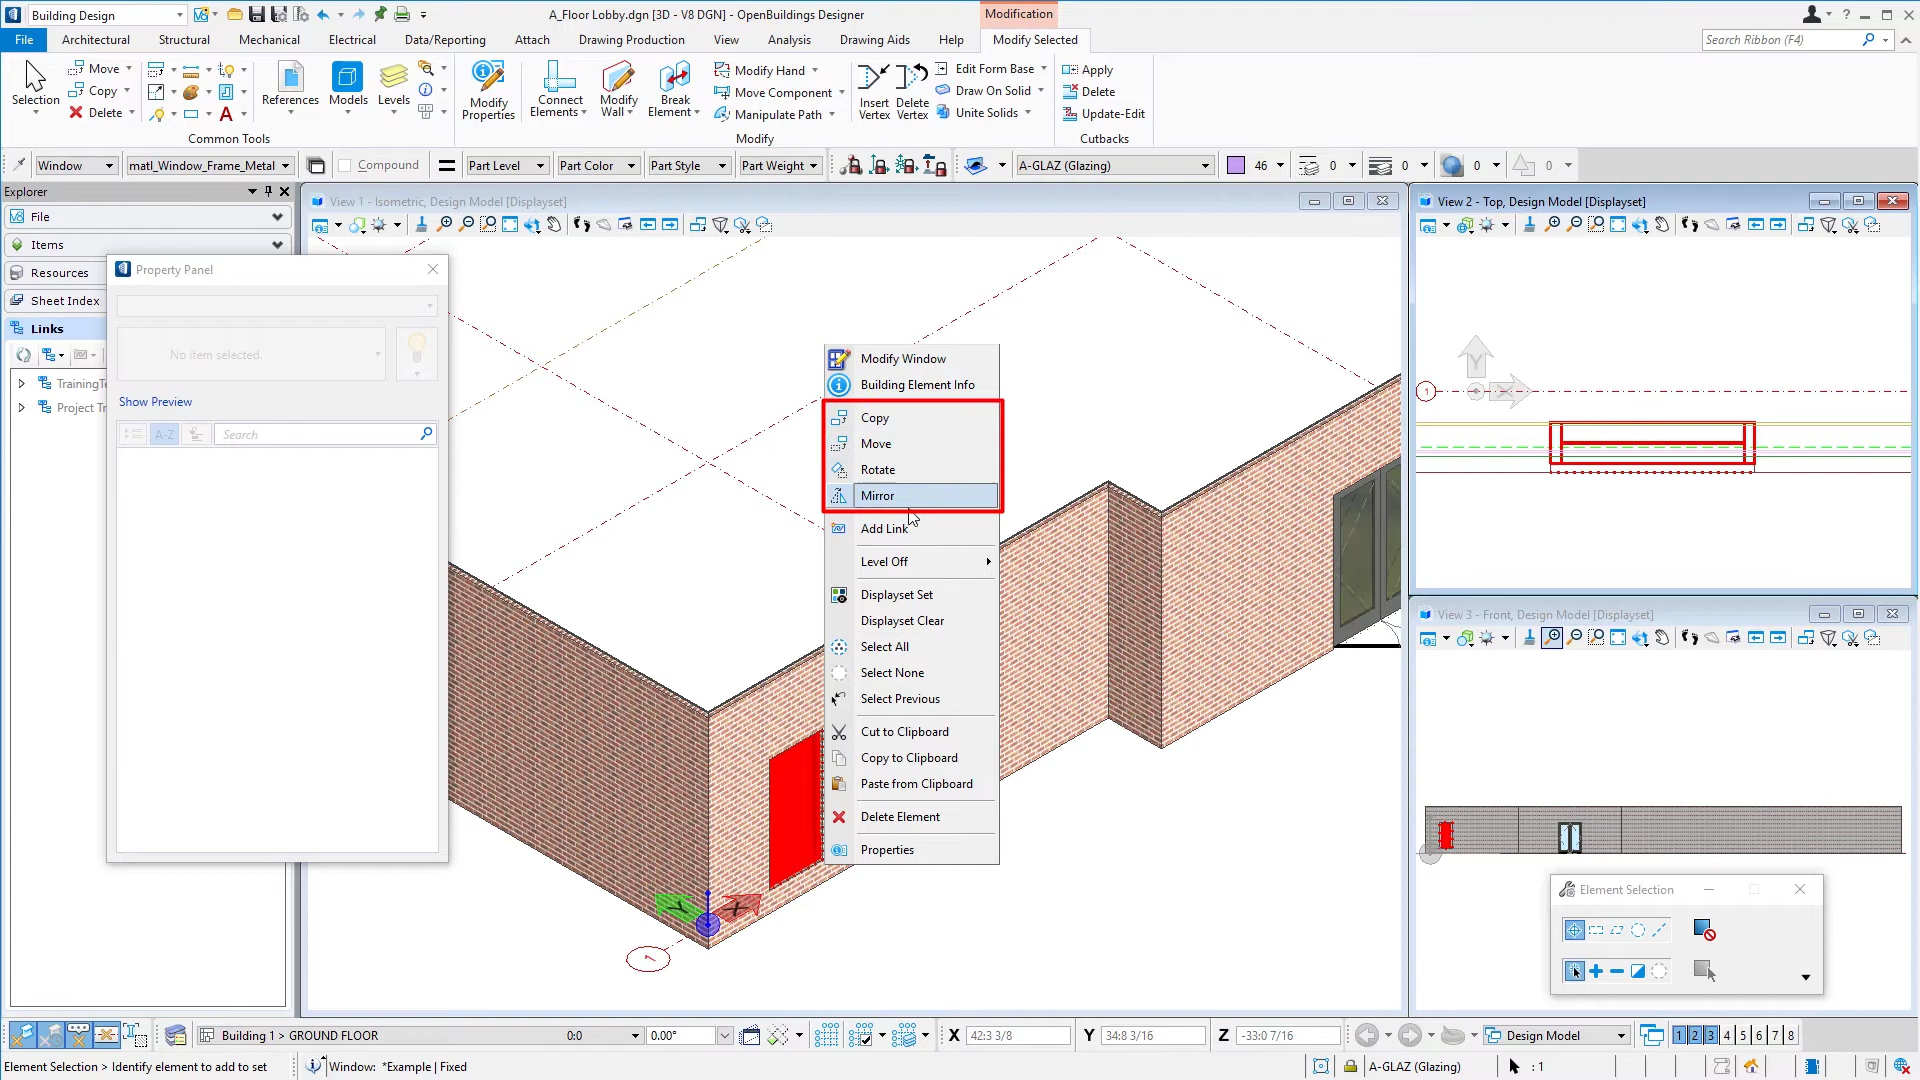 Building Design
A_Floor Lobby.dgn [3D - V8 DGN] - OpenBuildings Designer
Modification
File
Architectural
Structural
Mechanical
Electrical
Data/Reporting
Attach
Drawing Production
View
Analysis
Drawing Aids
Help
Modify Selected
Search Ribbon (F4)
Selection
Move
Copy
Delete
References
Models
Levels
Common Tools
Modify Properties
Connect Elements
Modify Wall
Break Element
Modify Hand
Move Component
Manipulate Path
Modify
Insert Vertex
Delete Vertex
Edit Form Base
Draw On Solid
Unite Solids
Apply
Delete
Update-Edit
Cutbacks
Window
matl_Window_Frame_Metal
Compound
Part Level
Part Color
Part Style
Part Weight
A-GLAZ (Glazing)
46
0
0
0
0
Explorer
File
Items
Resources
Sheet Index
Links
TrainingTe
Project Tr
Property Panel
No item selected.
Show Preview
A-Z
Search
View 1 - Isometric, Design Model [Displayset]
Modify Window
Building Element Info
Copy
Move
Rotate
Mirror
Add Link
Level Off
Displayset Set
Displayset Clear
Select All
Select None
Select Previous
Cut to Clipboard
Copy to Clipboard
Paste from Clipboard
Delete Element
Properties
Y
X
1
View 2 - Top, Design Model [Displayset]
Y
X
1
View 3 - Front, Design Model [Displayset]
Element Selection
Building 1 > GROUND FLOOR
0:0
0.00°
X
42:3 3/8
Y
34:8 3/16
Z
-33:0 7/16
Design Model
1 2 3 4 5 6 7 8
Element Selection > Identify element to add to set
Window: *Example | Fixed
A-GLAZ (Glazing)
: 1